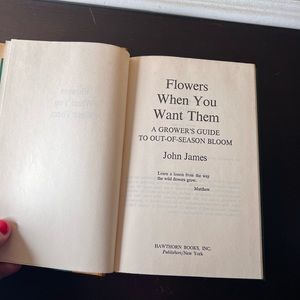 Flowers
When You
Want Them
A GROWER'S GUIDE
TO OUT-OF-SEASON BLOOM
John James
Learn a lesson from the way
the wild flowers grow.
Matthew
HAWTHORN BOOKS, INC.
Publishers/New York